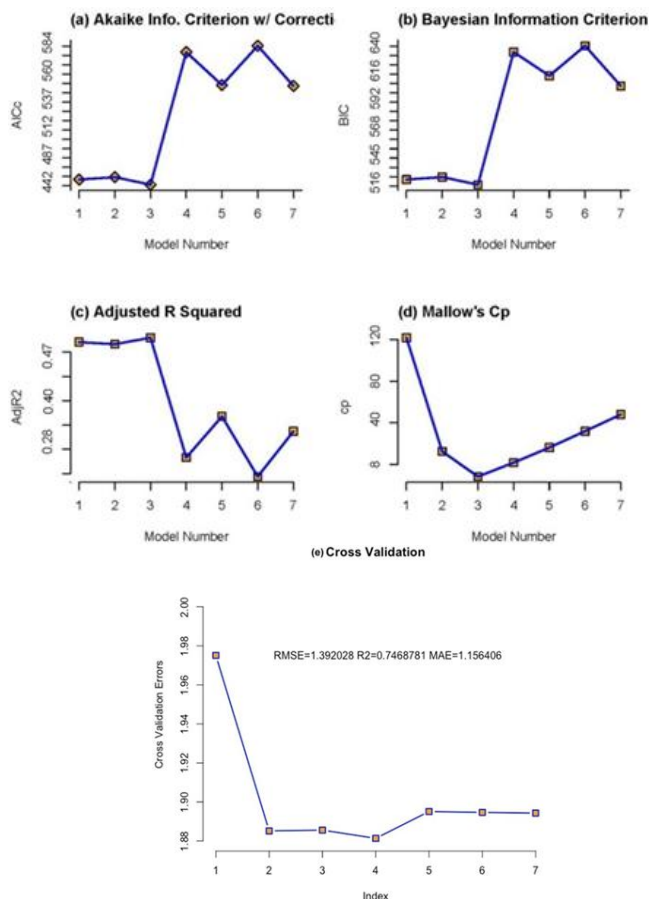 (a) Akaike Info. Criterion w/ Correcti
584
560
537
512
487
442
AICc
1 2 3 4 5 6 7
Model Number
(b) Bayesian Information Criterion
640
616
592
568
545
516
BIC
1 2 3 4 5 6 7
Model Number
(c) Adjusted R Squared
0.47
0.40
0.28
AdjR2
1 2 3 4 5 6 7
Model Number
(d) Mallow's Cp
120
80
40
8
cp
1 2 3 4 5 6 7
Model Number
(e) Cross Validation
2.00
1.98
1.96
1.94
1.92
1.90
1.88
Cross Validation Errors
RMSE=1.392028 R2=0.7468781 MAE=1.156406
1 2 3 4 5 6 7
Index